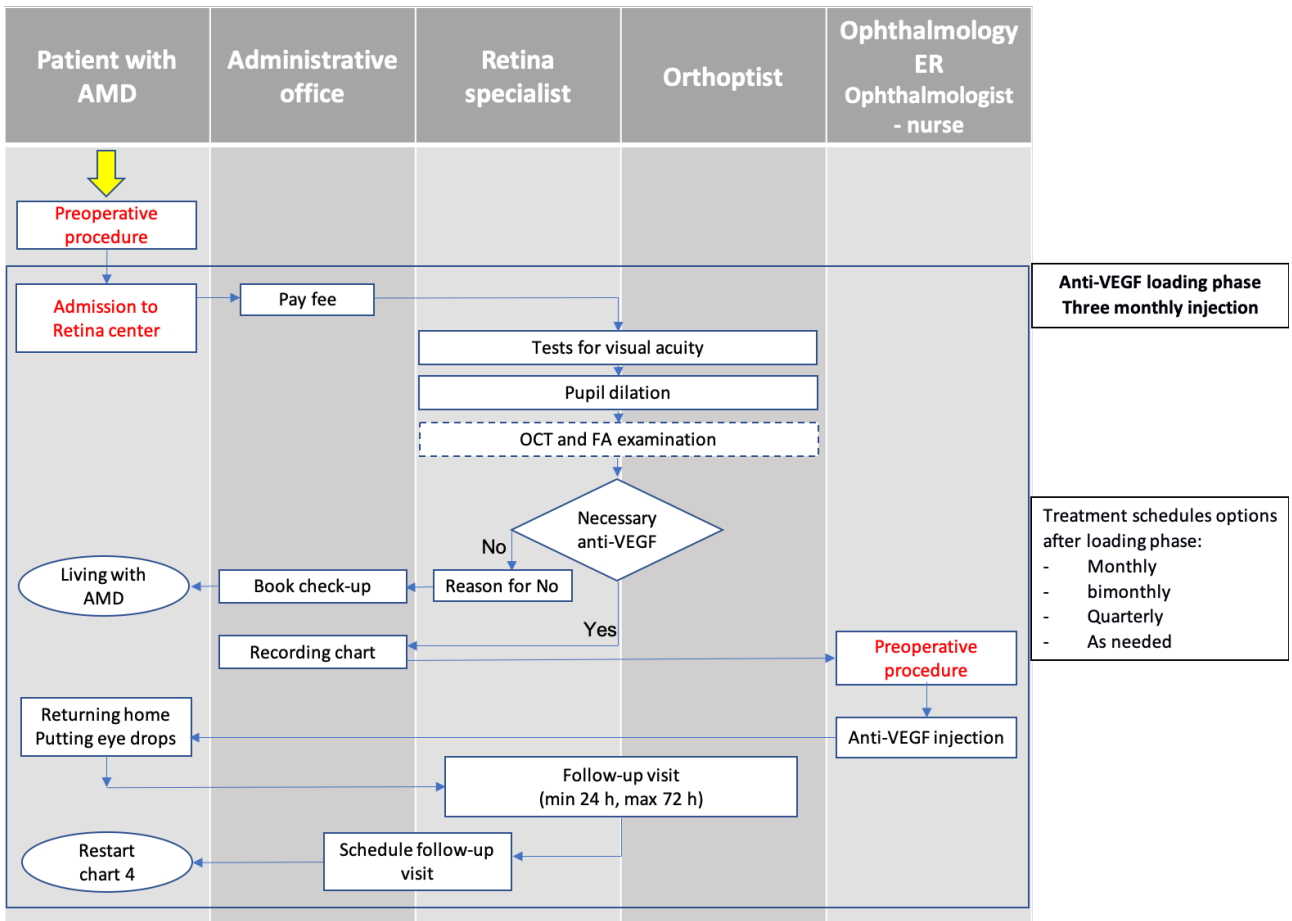 Patient with
AMD
Administrative
office
Retina
specialist
Orthoptist
Ophthalmology
ER
Ophthalmologist
- nurse
Preoperative
procedure
Admission to
Retina center
Pay fee
Anti-VEGF loading phase
Three monthly injection
Tests for visual acuity
Pupil dilation
OCT and FA examination
Necessary
anti-VEGF
No
Reason for No
Book check-up
Living with
AMD
Yes
Recording chart
Treatment schedules options
after loading phase:
- Monthly
- bimonthly
- Quarterly
- As needed
Preoperative
procedure
Anti-VEGF injection
Returning home
Putting eye drops
Follow-up visit
(min 24 h, max 72 h)
Schedule follow-up
visit
Restart
chart 4